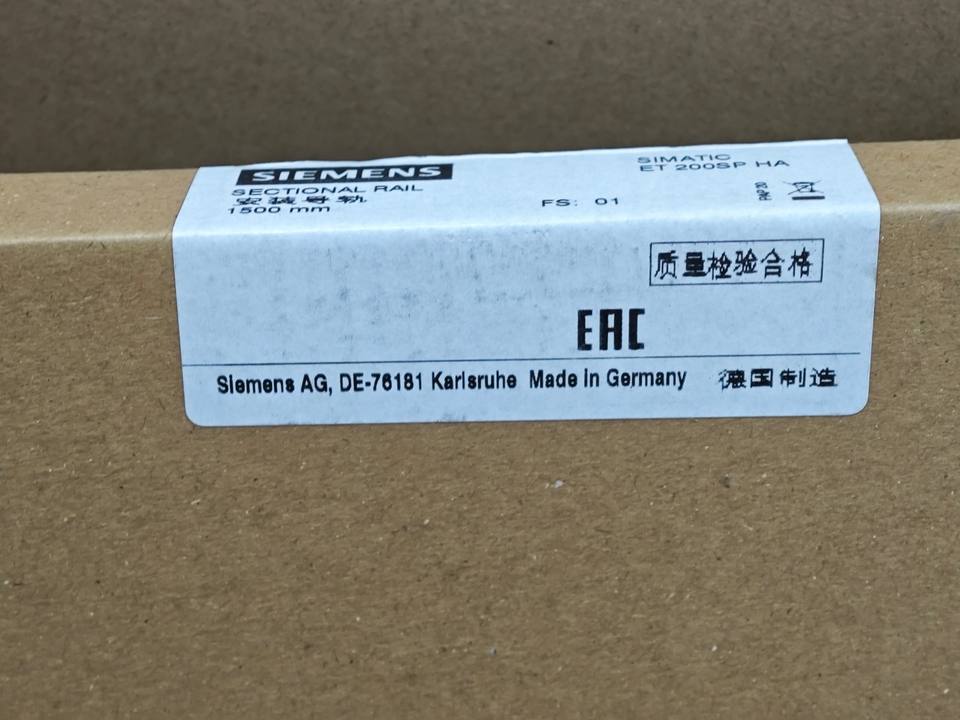 SIEMENS
SECTIONAL RAIL
安装导轨
1500 mm
FS: 01
SIMATIC
ET 200SP HA
质量检验合格
EAC
Siemens AG, DE-76181 Karlsruhe Made in Germany 德国制造